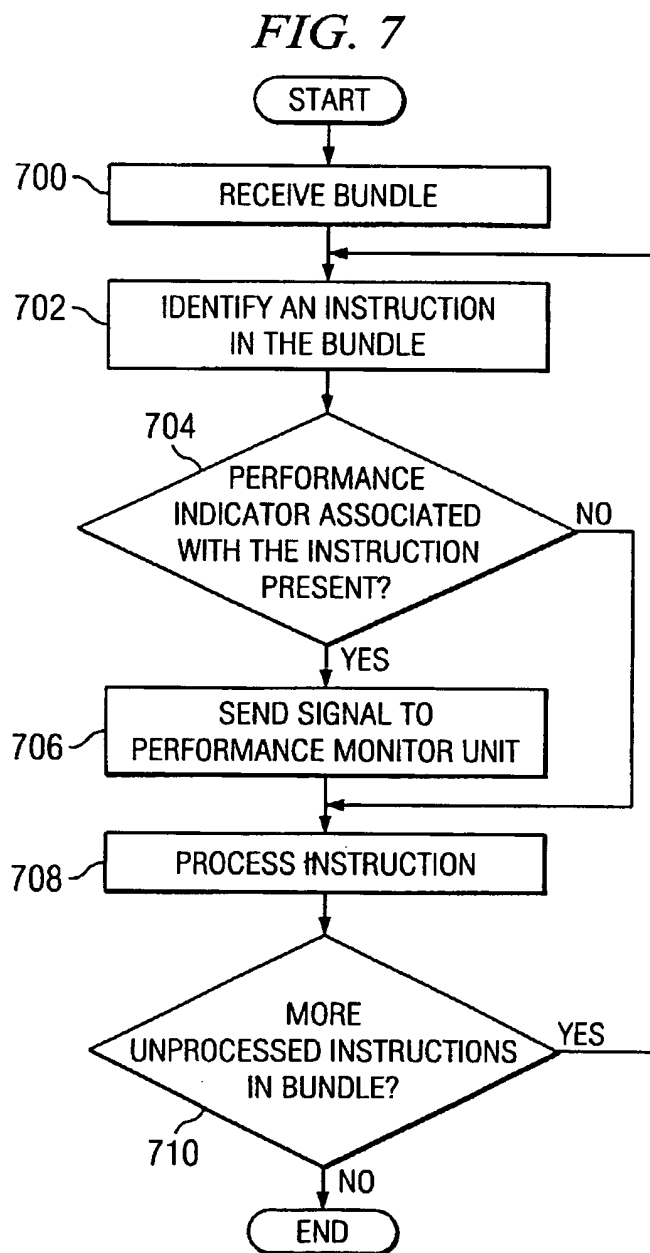 FIG. 7
START
700
RECEIVE BUNDLE
702
IDENTIFY AN INSTRUCTION
IN THE BUNDLE
704
PERFORMANCE
INDICATOR ASSOCIATED
WITH THE INSTRUCTION
PRESENT?
NO
YES
706
SEND SIGNAL TO
PERFORMANCE MONITOR UNIT
708
PROCESS INSTRUCTION
MORE
UNPROCESSED INSTRUCTIONS
IN BUNDLE?
YES
710
NO
END